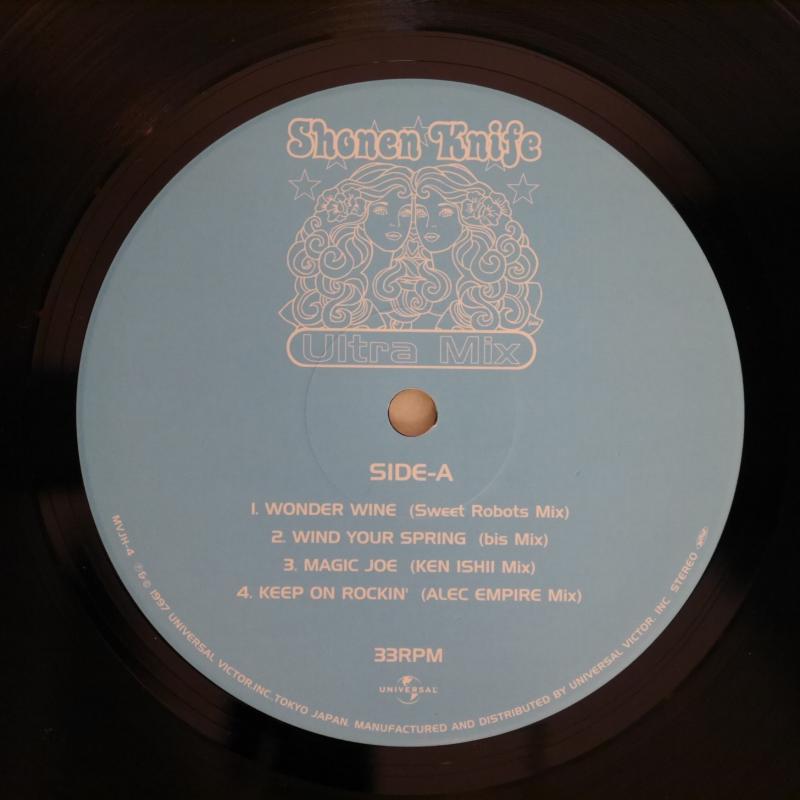 Shonen Knife
Ultra Mix
SIDE-A
1. WONDER WINE (Sweet Robots Mix)
2. WIND YOUR SPRING (bis Mix)
3. MAGIC JOE (KEN ISHII Mix)
4. KEEP ON ROCKIN' (ALEC EMPIRE Mix)
33RPM
UNIVERSAL
MVJH-4 ℗&© 1997 UNIVERSAL VICTOR.INC.TOKYO JAPAN. MANUFACTURED AND DISTRIBUTED BY UNIVERSAL VICTOR. INC STEREO